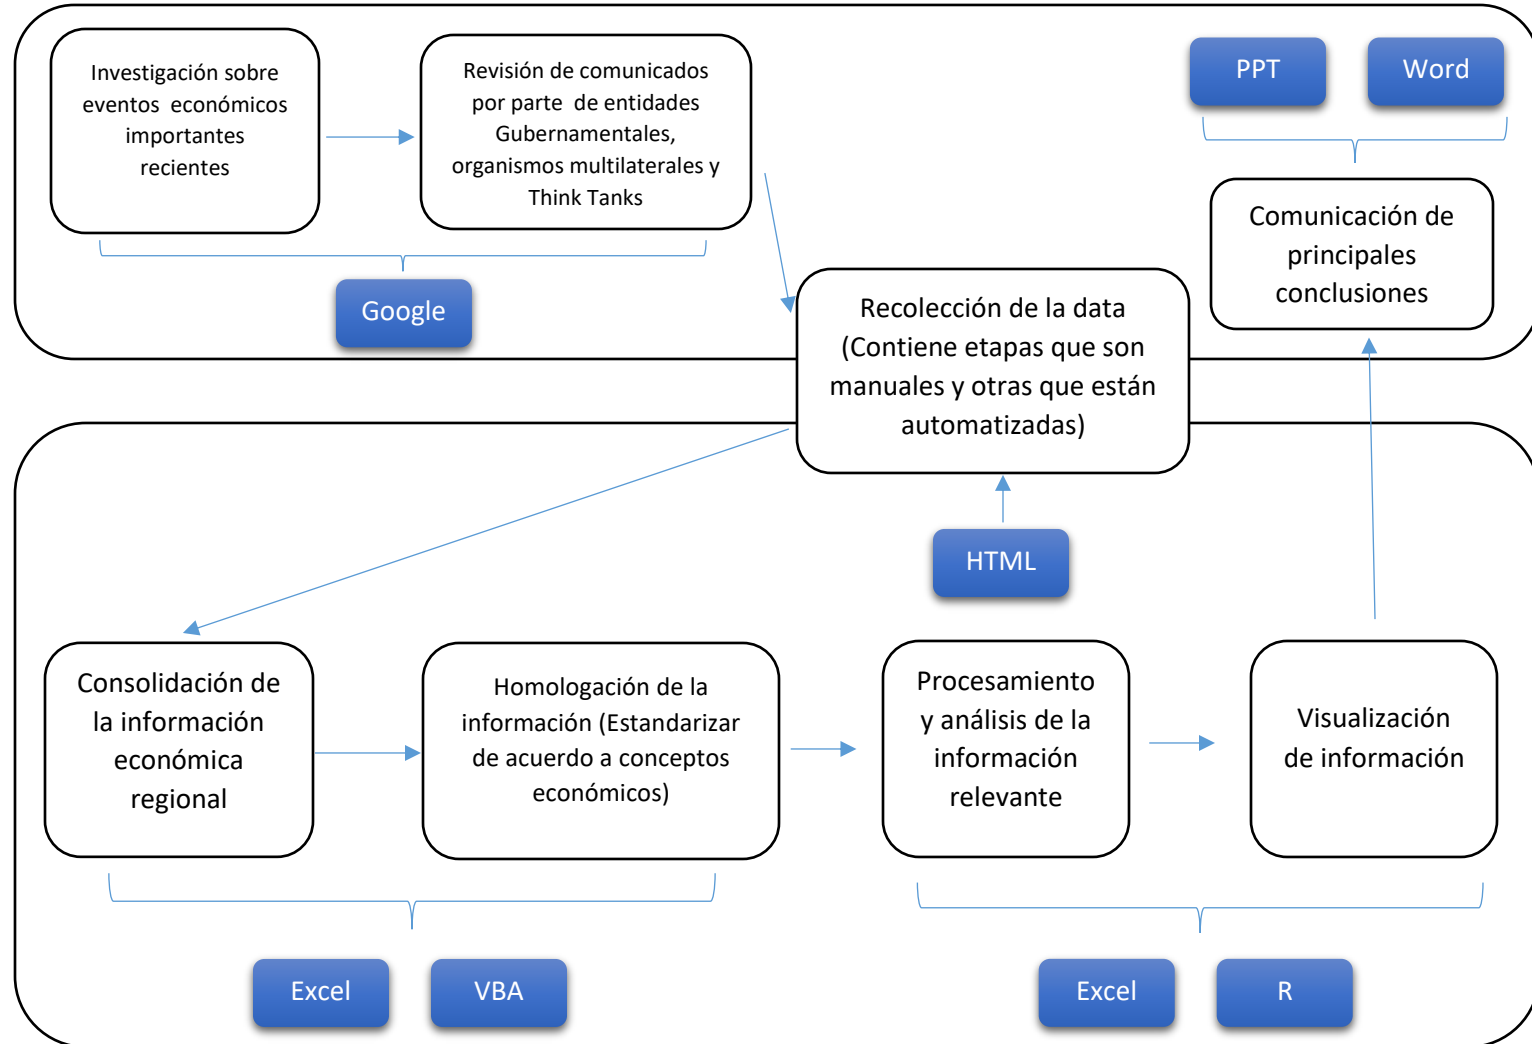 Investigación sobre
eventos económicos
importantes
recientes
Revisión de comunicados
por parte de entidades
Gubernamentales,
organismos multilaterales y
Think Tanks
Google
PPT
Word
Comunicación de
principales
conclusiones
Recolección de la data
(Contiene etapas que son
manuales y otras que están
automatizadas)
HTML
Consolidación de
la información
económica
regional
Homologación de la
información (Estandarizar
de acuerdo a conceptos
económicos)
Procesamiento
y análisis de la
información
relevante
Visualización
de información
Excel
VBA
Excel
R